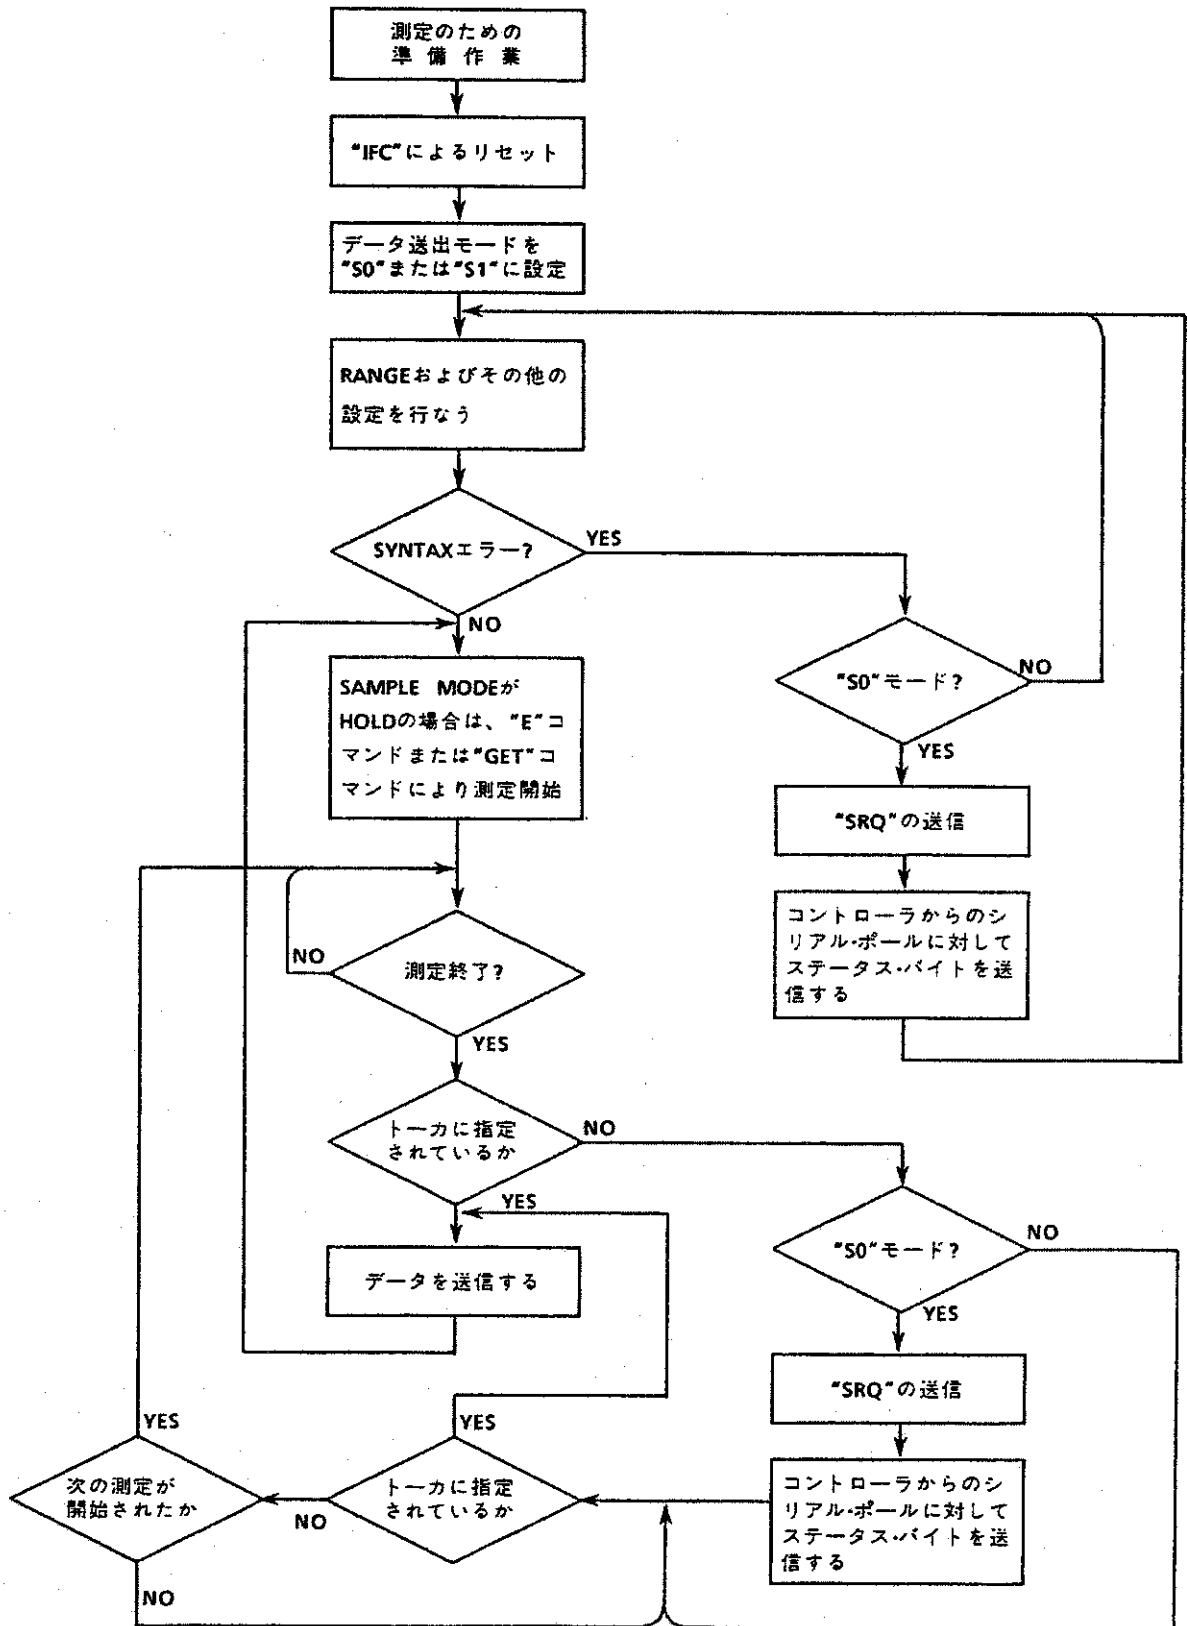 測定のための
準備作業
"IFC"によるリセット
データ送出モードを
"S0"または"S1"に設定
RANGEおよびその他の
設定を行なう
SYNTAXエラー?
YES
NO
"S0"モード?
NO
YES
SAMPLE MODEが
HOLDの場合は、"E"コ
マンドまたは"GET"コ
マンドにより測定開始
"SRQ"の送信
コントローラからのシ
リアル・ポールに対して
ステータス・バイトを送
信する
測定終了?
NO
YES
トーカに指定
されているか
NO
YES
データを送信する
"S0"モード?
NO
YES
"SRQ"の送信
コントローラからのシ
リアル・ポールに対して
ステータス・バイトを送
信する
トーカに指定
されているか
YES
NO
次の測定が
開始されたか
YES
NO